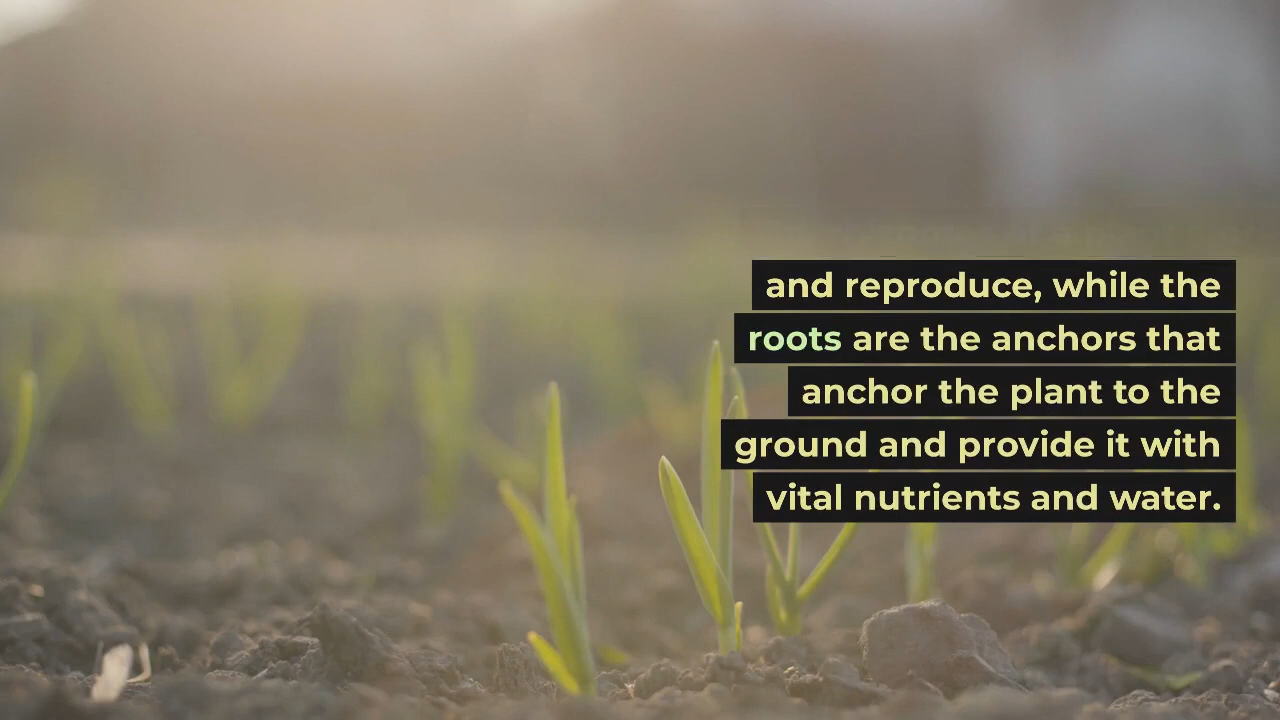 and reproduce, while the
roots are the anchors that
anchor the plant to the
ground and provide it with
vital nutrients and water.